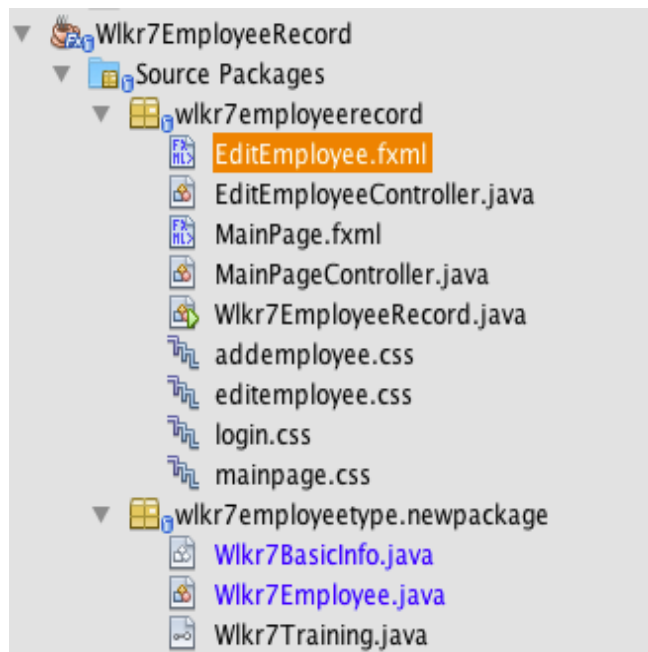 Wlkr7EmployeeRecord
Source Packages
wlkr7employeerecord
EditEmployee.fxml
EditEmployeeController.java
MainPage.fxml
MainPageController.java
Wlkr7EmployeeRecord.java
addemployee.css
editemployee.css
login.css
mainpage.css
wlkr7employeetype.newpackage
Wlkr7BasicInfo.java
Wlkr7Employee.java
Wlkr7Training.java